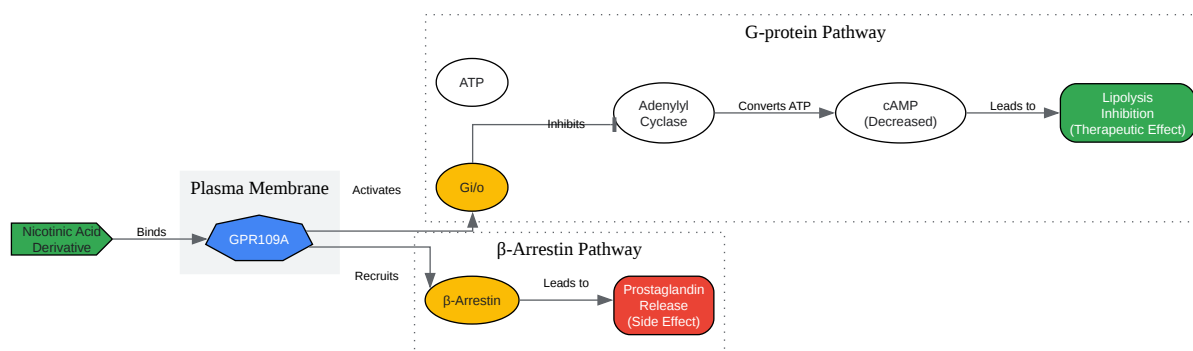 G-protein Pathway
ATP
Inhibits
Adenylyl
Cyclase
Converts ATP
cAMP
(Decreased)
Leads to
Lipolysis
Inhibition
(Therapeutic Effect)
Gi/o
Plasma Membrane
Activates
Nicotinic Acid
Derivative
Binds
GPR109A
Recruits
β-Arrestin Pathway
β-Arrestin
Leads to
Prostaglandin
Release
(Side Effect)